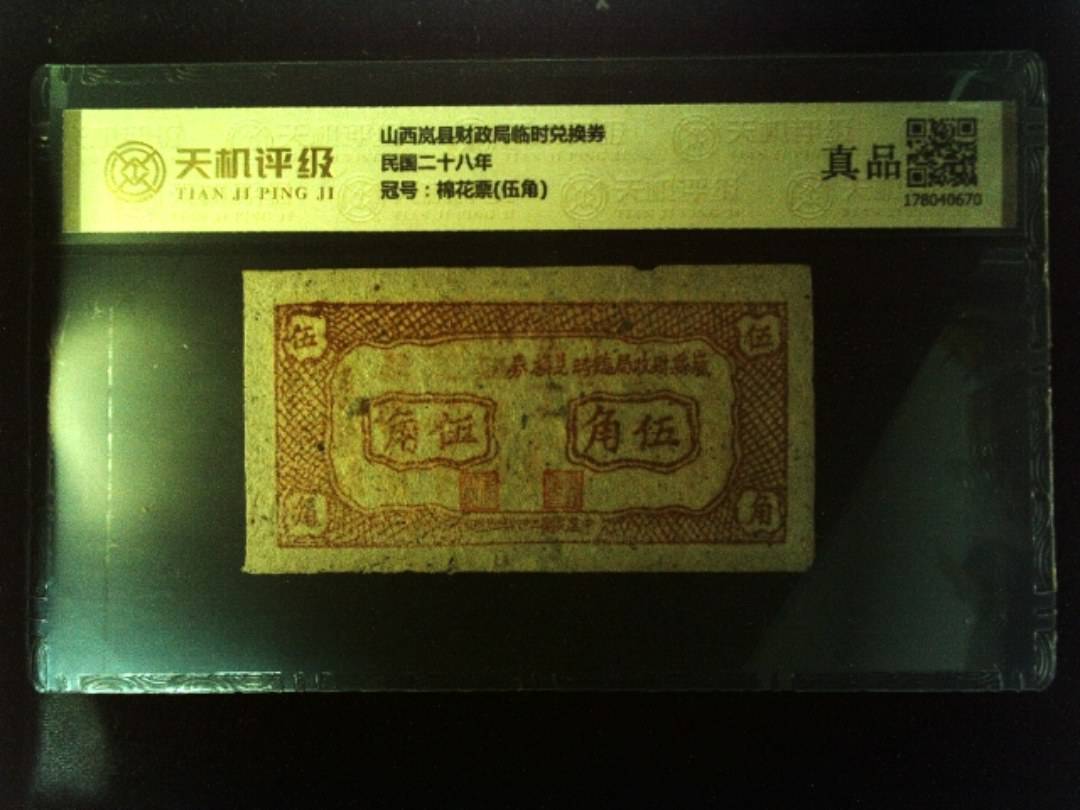 天机评级
TIAN JI PING JI
山西岚县财政局临时兑换券
民国二十八年
冠号：棉花票(伍角)
真品
178040670
伍
伍
角伍
角伍
角
角